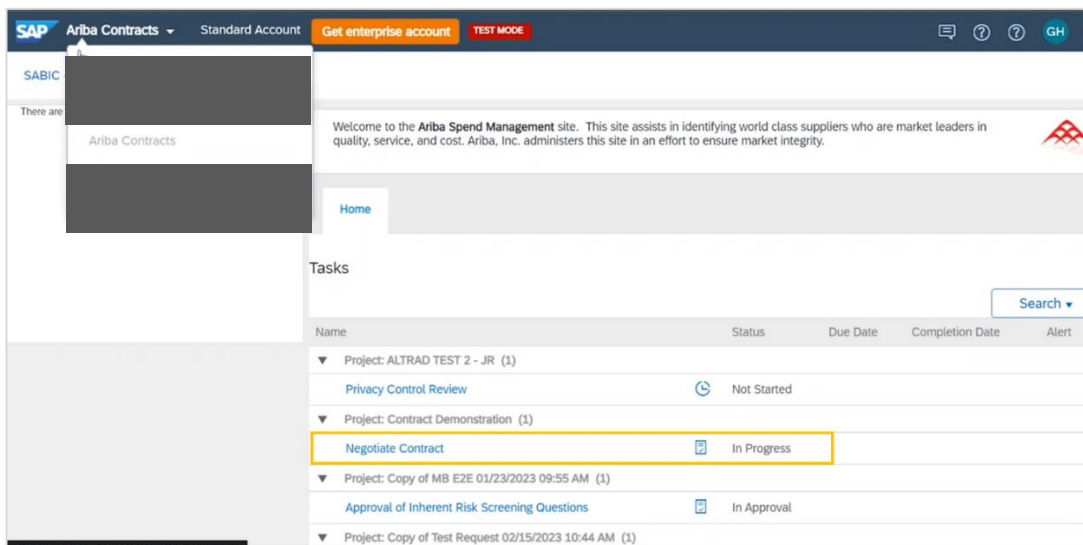 SAP Ariba Contracts Standard Account Get enterprise account TEST MODE GH
SABIC
There are
Ariba Contracts
Welcome to the Ariba Spend Management site. This site assists in identifying world class suppliers who are market leaders in
quality, service, and cost. Ariba, Inc. administers this site in an effort to ensure market integrity.
Home
Tasks
Search
Name Status Due Date Completion Date Alert
Project: ALTRAD TEST 2 - JR (1)
Privacy Control Review Not Started
Project: Contract Demonstration (1)
Negotiate Contract In Progress
Project: Copy of MB E2E 01/23/2023 09:55 AM (1)
Approval of Inherent Risk Screening Questions In Approval
Project: Copy of Test Request 02/15/2023 10:44 AM (1)